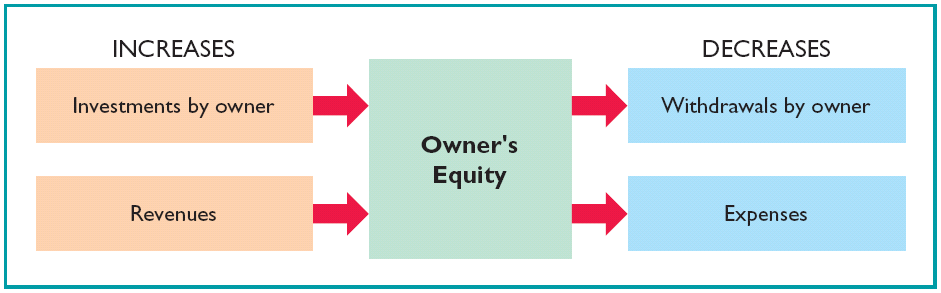 INCREASES
Investments by owner
Revenues
Owner's
Equity
DECREASES
Withdrawals by owner
Expenses